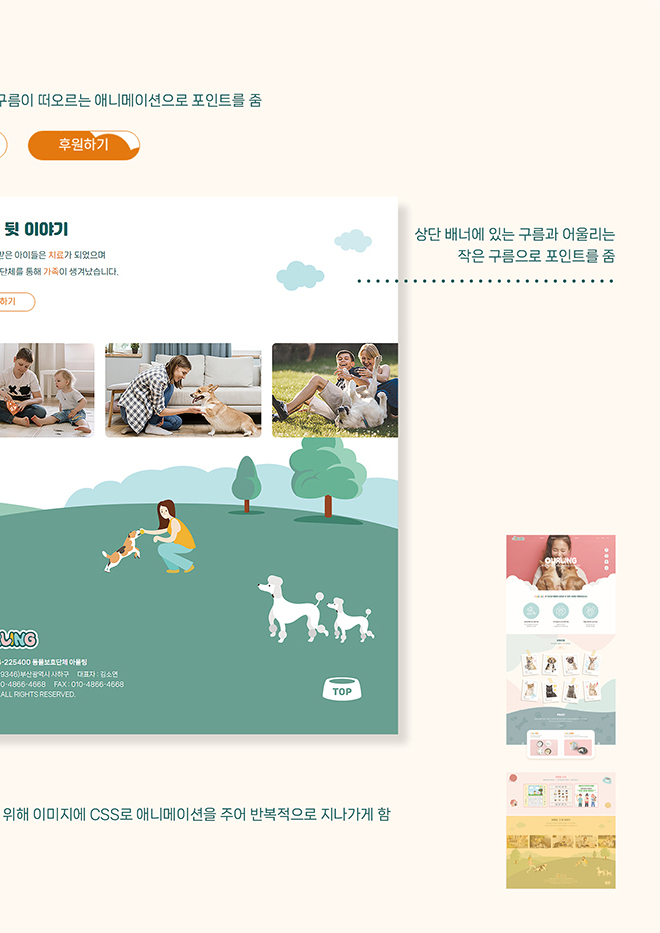 구름이 떠오르는 애니메이션으로 포인트를 줌
후원하기
뒷 이야기
받은 아이들은 치료가 되었으며
단체를 통해 가족이 생겼났습니다.
하기
상단 배너에 있는 구름과 어울리는
작은 구름으로 포인트를 줌
LING
-225400 동물보호단체 아울링
9346)부산광역시 사하구 대표자 : 김소연
0-4866-4668 FAX : 010-4866-4668
ALL RIGHTS RESERVED.
TOP
위해 이미지에 CSS로 애니메이션을 주어 반복적으로 지나가게 함
OURLING